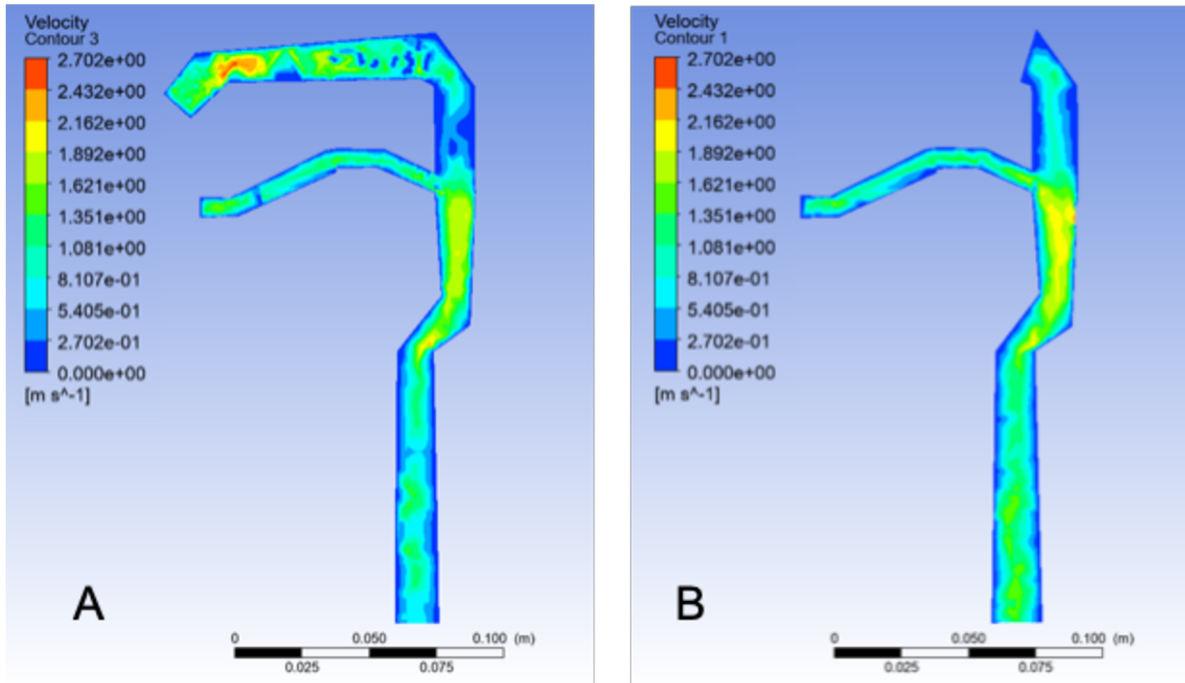 Velocity
Contour 3
2.702e+00
2.432e+00
2.162e+00
1.892e+00
1.621e+00
1.351e+00
1.081e+00
8.107e-01
5.405e-01
2.702e-01
0.000e+00
[m s^-1]
A
0 0.050 0.100 (m)
0.025 0.075
Velocity
Contour 1
2.702e+00
2.432e+00
2.162e+00
1.892e+00
1.621e+00
1.351e+00
1.081e+00
8.107e-01
5.405e-01
2.702e-01
0.000e+00
[m s^-1]
B
0 0.050 0.100 (m)
0.025 0.075